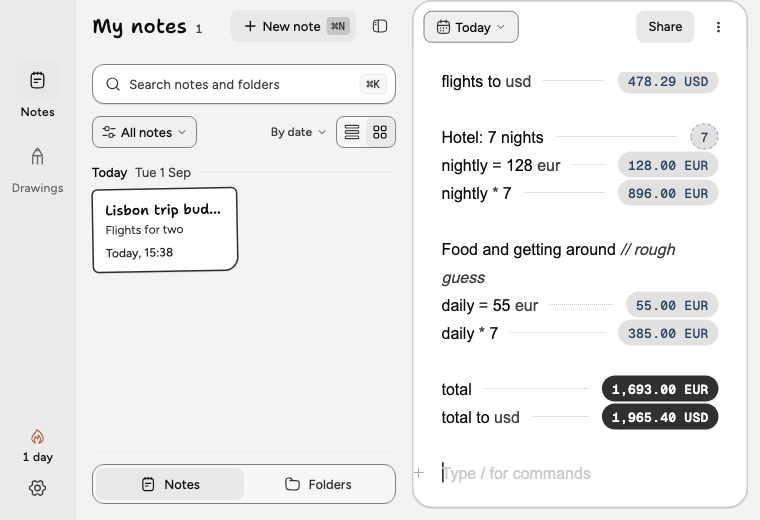 My notes 1
+ New note ⌘N
Notes
Drawings
Search notes and folders ⌘K
All notes
By date
Today Tue 1 Sep
Lisbon trip bud...
Flights for two
Today, 15:38
1 day
Notes
Folders
Today
Share
flights to usd 478.29 USD
Hotel: 7 nights 7
nightly = 128 eur 128.00 EUR
nightly * 7 896.00 EUR
Food and getting around // rough
guess
daily = 55 eur 55.00 EUR
daily * 7 385.00 EUR
total 1,693.00 EUR
total to usd 1,965.40 USD
+ Type / for commands